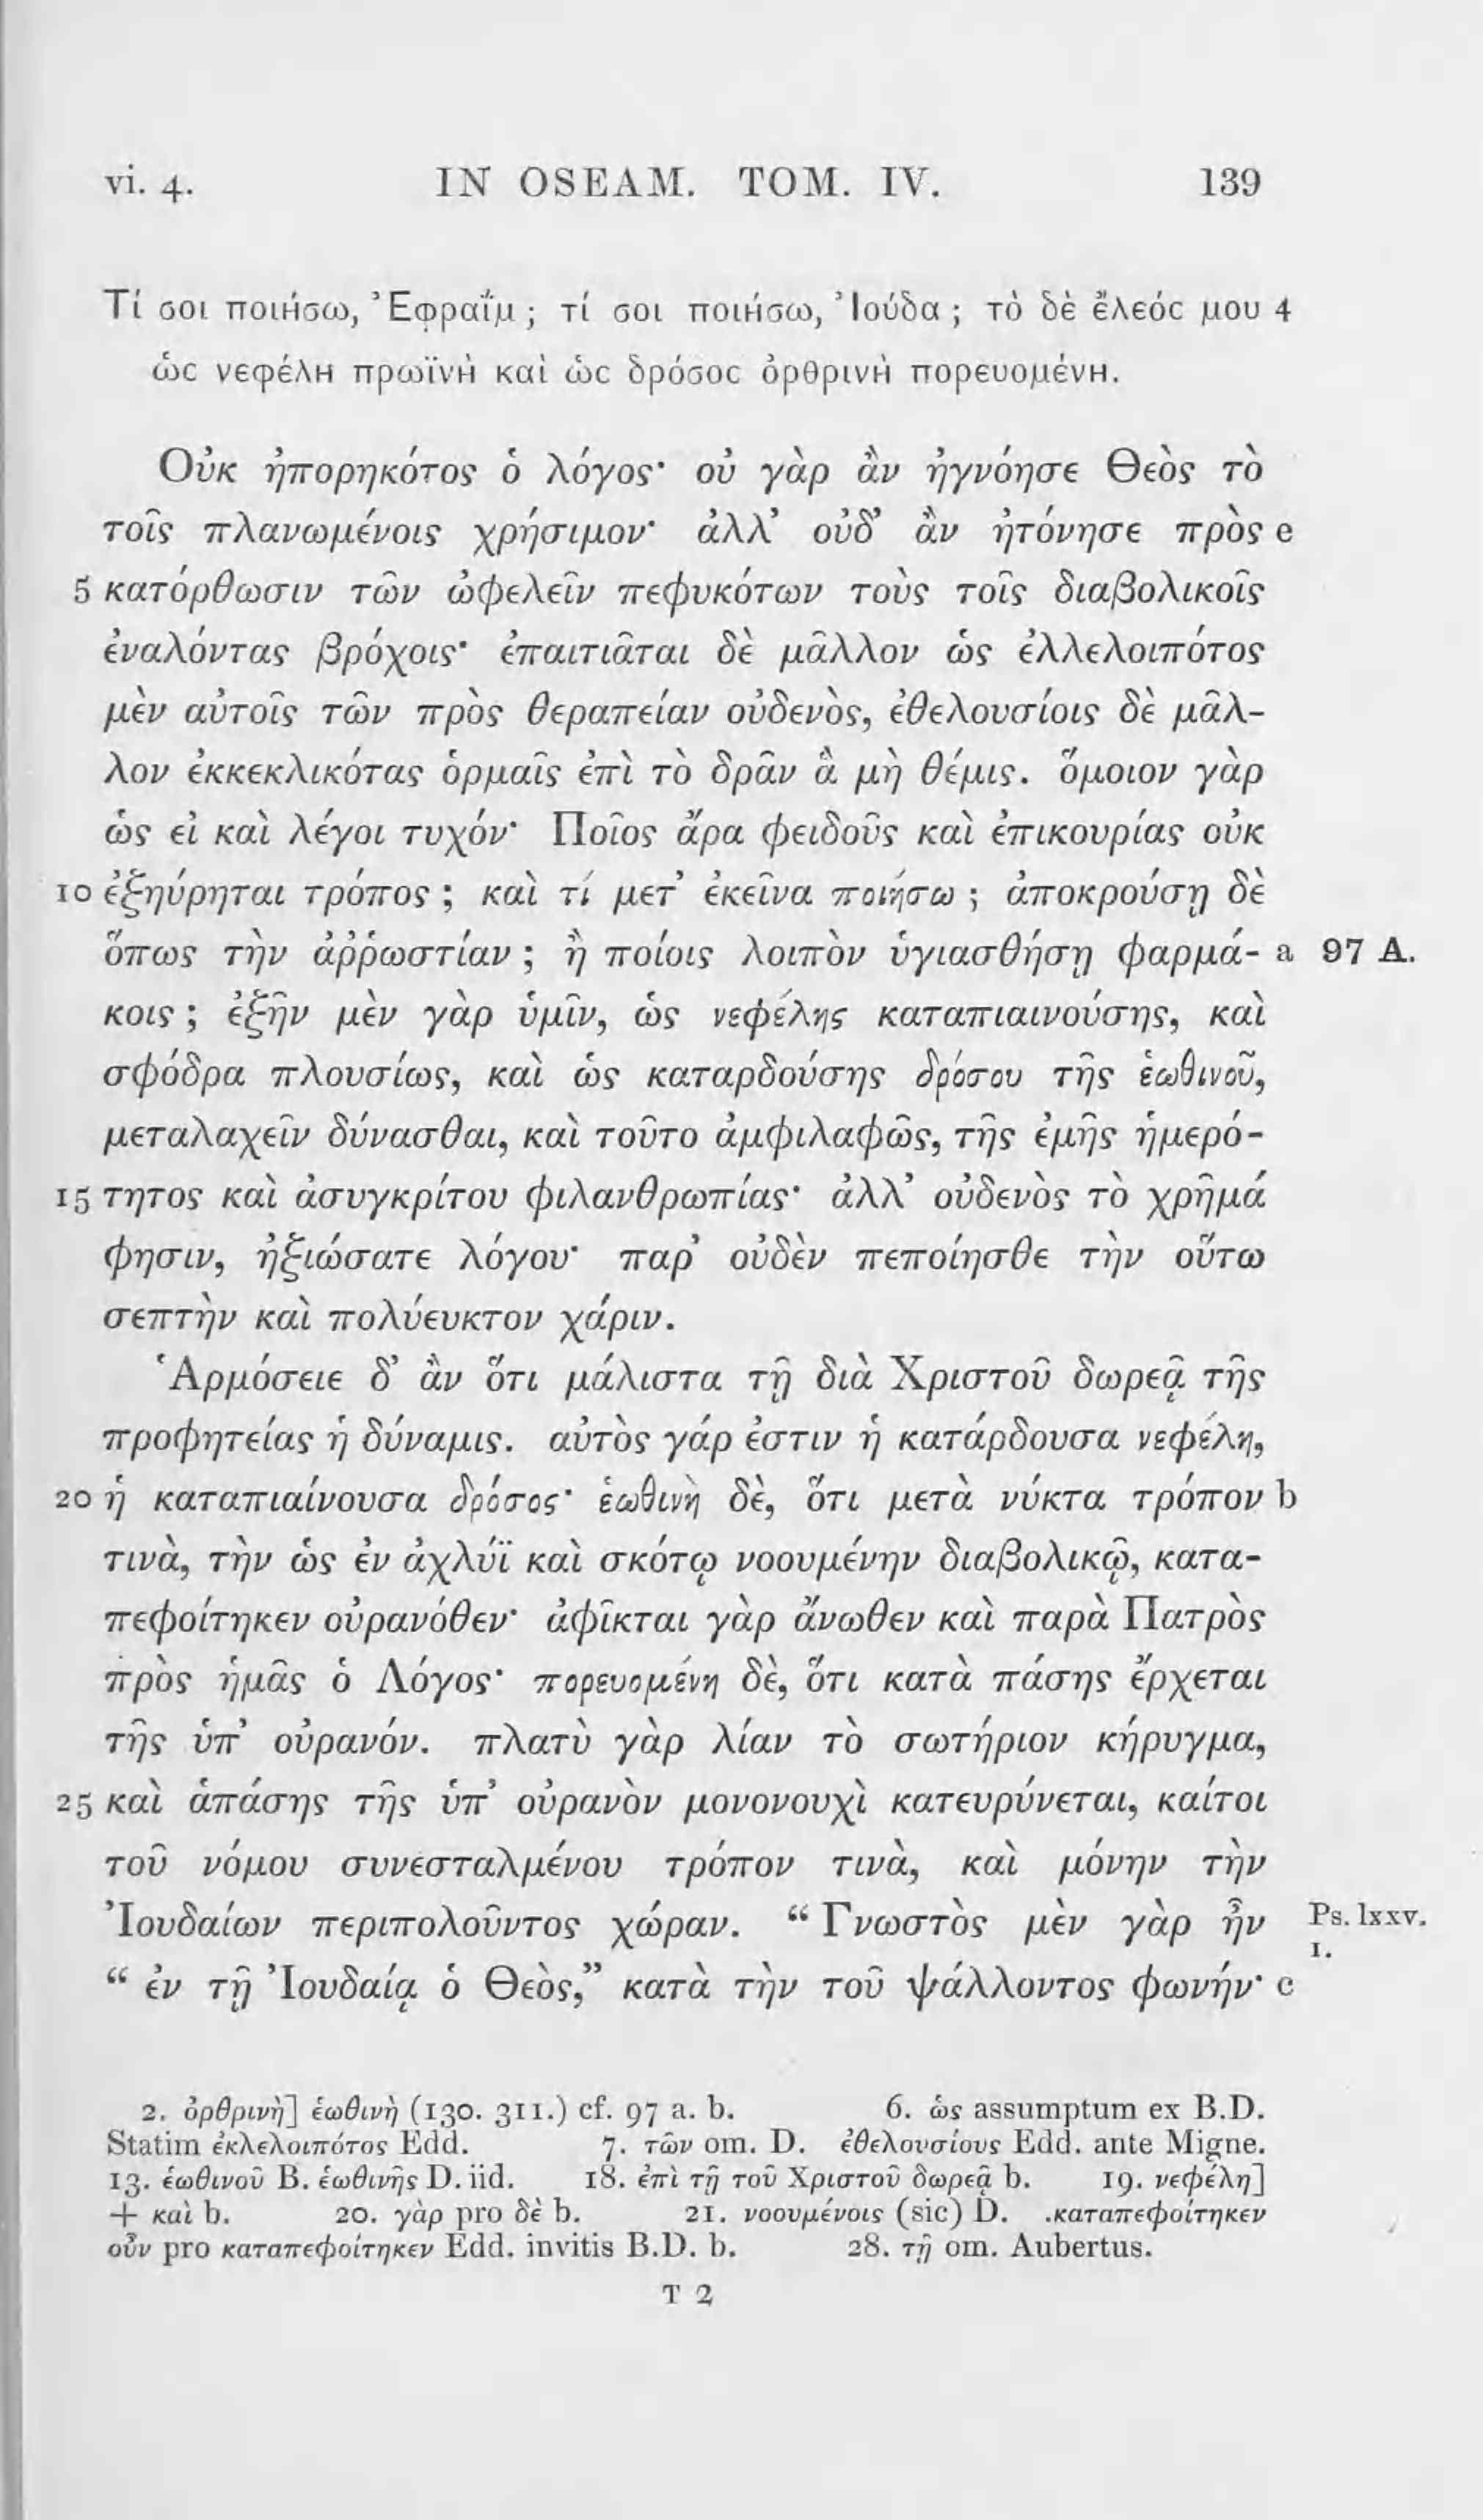 vi. 4. IN OSEAM. TOM. IV. 139
Τί σοι ποιήσω, Ἐφραΐμ; τί σοι ποιήσω, Ἰούδα; τὸ δὲ ἔλεός μου 4
ὡς νεφέλη πρωϊνὴ καὶ ὡς δρόσος ὀρθρινὴ πορευομένη.
Οὐκ ἠπορηκότος ὁ λόγος· οὐ γὰρ ἂν ἠγνόησε Θεὸς τὸ
τοῖς πλανωμένοις χρήσιμον· ἀλλ’ οὐδ’ ἂν ἠτόνησε πρὸς e
5 κατόρθωσιν τῶν ὠφελεῖν πεφυκότων τοὺς τοῖς διαβολικοῖς
ἐναλόντας βρόχοις· ἐπαιτιᾶται δὲ μᾶλλον ὡς ἐλλελοιπότος
μὲν αὐτοῖς τῶν πρὸς θεραπείαν οὐδενὸς, ἐθελουσίοις δὲ μᾶλ-
λον ἐκκεκλικότας ὁρμαῖς ἐπὶ τὸ δρᾶν ἃ μὴ θέμις. ὅμοιον γὰρ
ὡς εἰ καὶ λέγοι τυχόν· Ποῖος ἄρα φειδοῦς καὶ ἐπικουρίας οὐκ
10 ἐξηύρηται τρόπος; καὶ τί μετ’ ἐκεῖνα ποιήσω; ἀποκρούσῃ δὲ
ὅπως τὴν ἀῤῥωστίαν; ἢ ποίοις λοιπὸν ὑγιασθήσῃ φαρμά- a 97 A.
κοις; ἐξῆν μὲν γὰρ ὑμῖν, ὡς νεφέλης καταπιαινούσης, καὶ
σφόδρα πλουσίως, καὶ ὡς καταρδούσης δρόσου τῆς ἑωθινοῦ,
μεταλαχεῖν δύνασθαι, καὶ τοῦτο ἀμφιλαφῶς, τῆς ἐμῆς ἡμερό-
15 τητος καὶ ἀσυγκρίτου φιλανθρωπίας· ἀλλ’ οὐδενὸς τὸ χρῆμά
φησιν, ἠξιώσατε λόγου· παρ’ οὐδὲν πεποίησθε τὴν οὕτω
σεπτὴν καὶ πολύευκτον χάριν.
Ἁρμόσειε δ’ ἂν ὅτι μάλιστα τῇ διὰ Χριστοῦ δωρεᾷ τῆς
προφητείας ἡ δύναμις. αὐτὸς γάρ ἐστιν ἡ κατάρδουσα νεφέλη,
20 ἡ καταπιαίνουσα δρόσος· ἑωθινὴ δὲ, ὅτι μετὰ νύκτα τρόπον b
τινὰ, τὴν ὡς ἐν ἀχλύϊ καὶ σκότῳ νοουμένην διαβολικῷ, κατα-
πεφοίτηκεν οὐρανόθεν· ἀφῖκται γὰρ ἄνωθεν καὶ παρὰ Πατρὸς
πρὸς ἡμᾶς ὁ Λόγος· πορευομένη δὲ, ὅτι κατὰ πάσης ἔρχεται
τῆς ὑπ’ οὐρανόν. πλατὺ γὰρ λίαν τὸ σωτήριον κήρυγμα,
25 καὶ ἁπάσης τῆς ὑπ’ οὐρανὸν μονονουχὶ κατευρύνεται, καίτοι
τοῦ νόμου συνεσταλμένου τρόπον τινὰ, καὶ μόνην τὴν
Ἰουδαίων περιπολοῦντος χώραν. “ Γνωστὸς μὲν γὰρ ἦν Ps. lxxv. 1.
“ ἐν τῇ Ἰουδαίᾳ ὁ Θεὸς,” κατὰ τὴν τοῦ ψάλλοντος φωνήν· c
2. ὀρθρινὴ] ἑωθινὴ (130. 311.) cf. 97 a. b. 6. ὡς assumptum ex B.D.
Statim ἐκλελοιπότος Edd. 7. τῶν om. D. ἐθελουσίους Edd. ante Migne.
13. ἑωθινοῦ B. ἑωθινῆς D. iid. 18. ἐπὶ τῇ τοῦ Χριστοῦ δωρεᾷ b. 19. νεφέλη]
+ καὶ b. 20. γὰρ pro δὲ b. 21. νοουμένοις (sic) D. .καταπεφοίτηκεν
οὖν pro καταπεφοίτηκεν Edd. invitis B.D. b. 28. τῇ om. Aubertus.
T 2